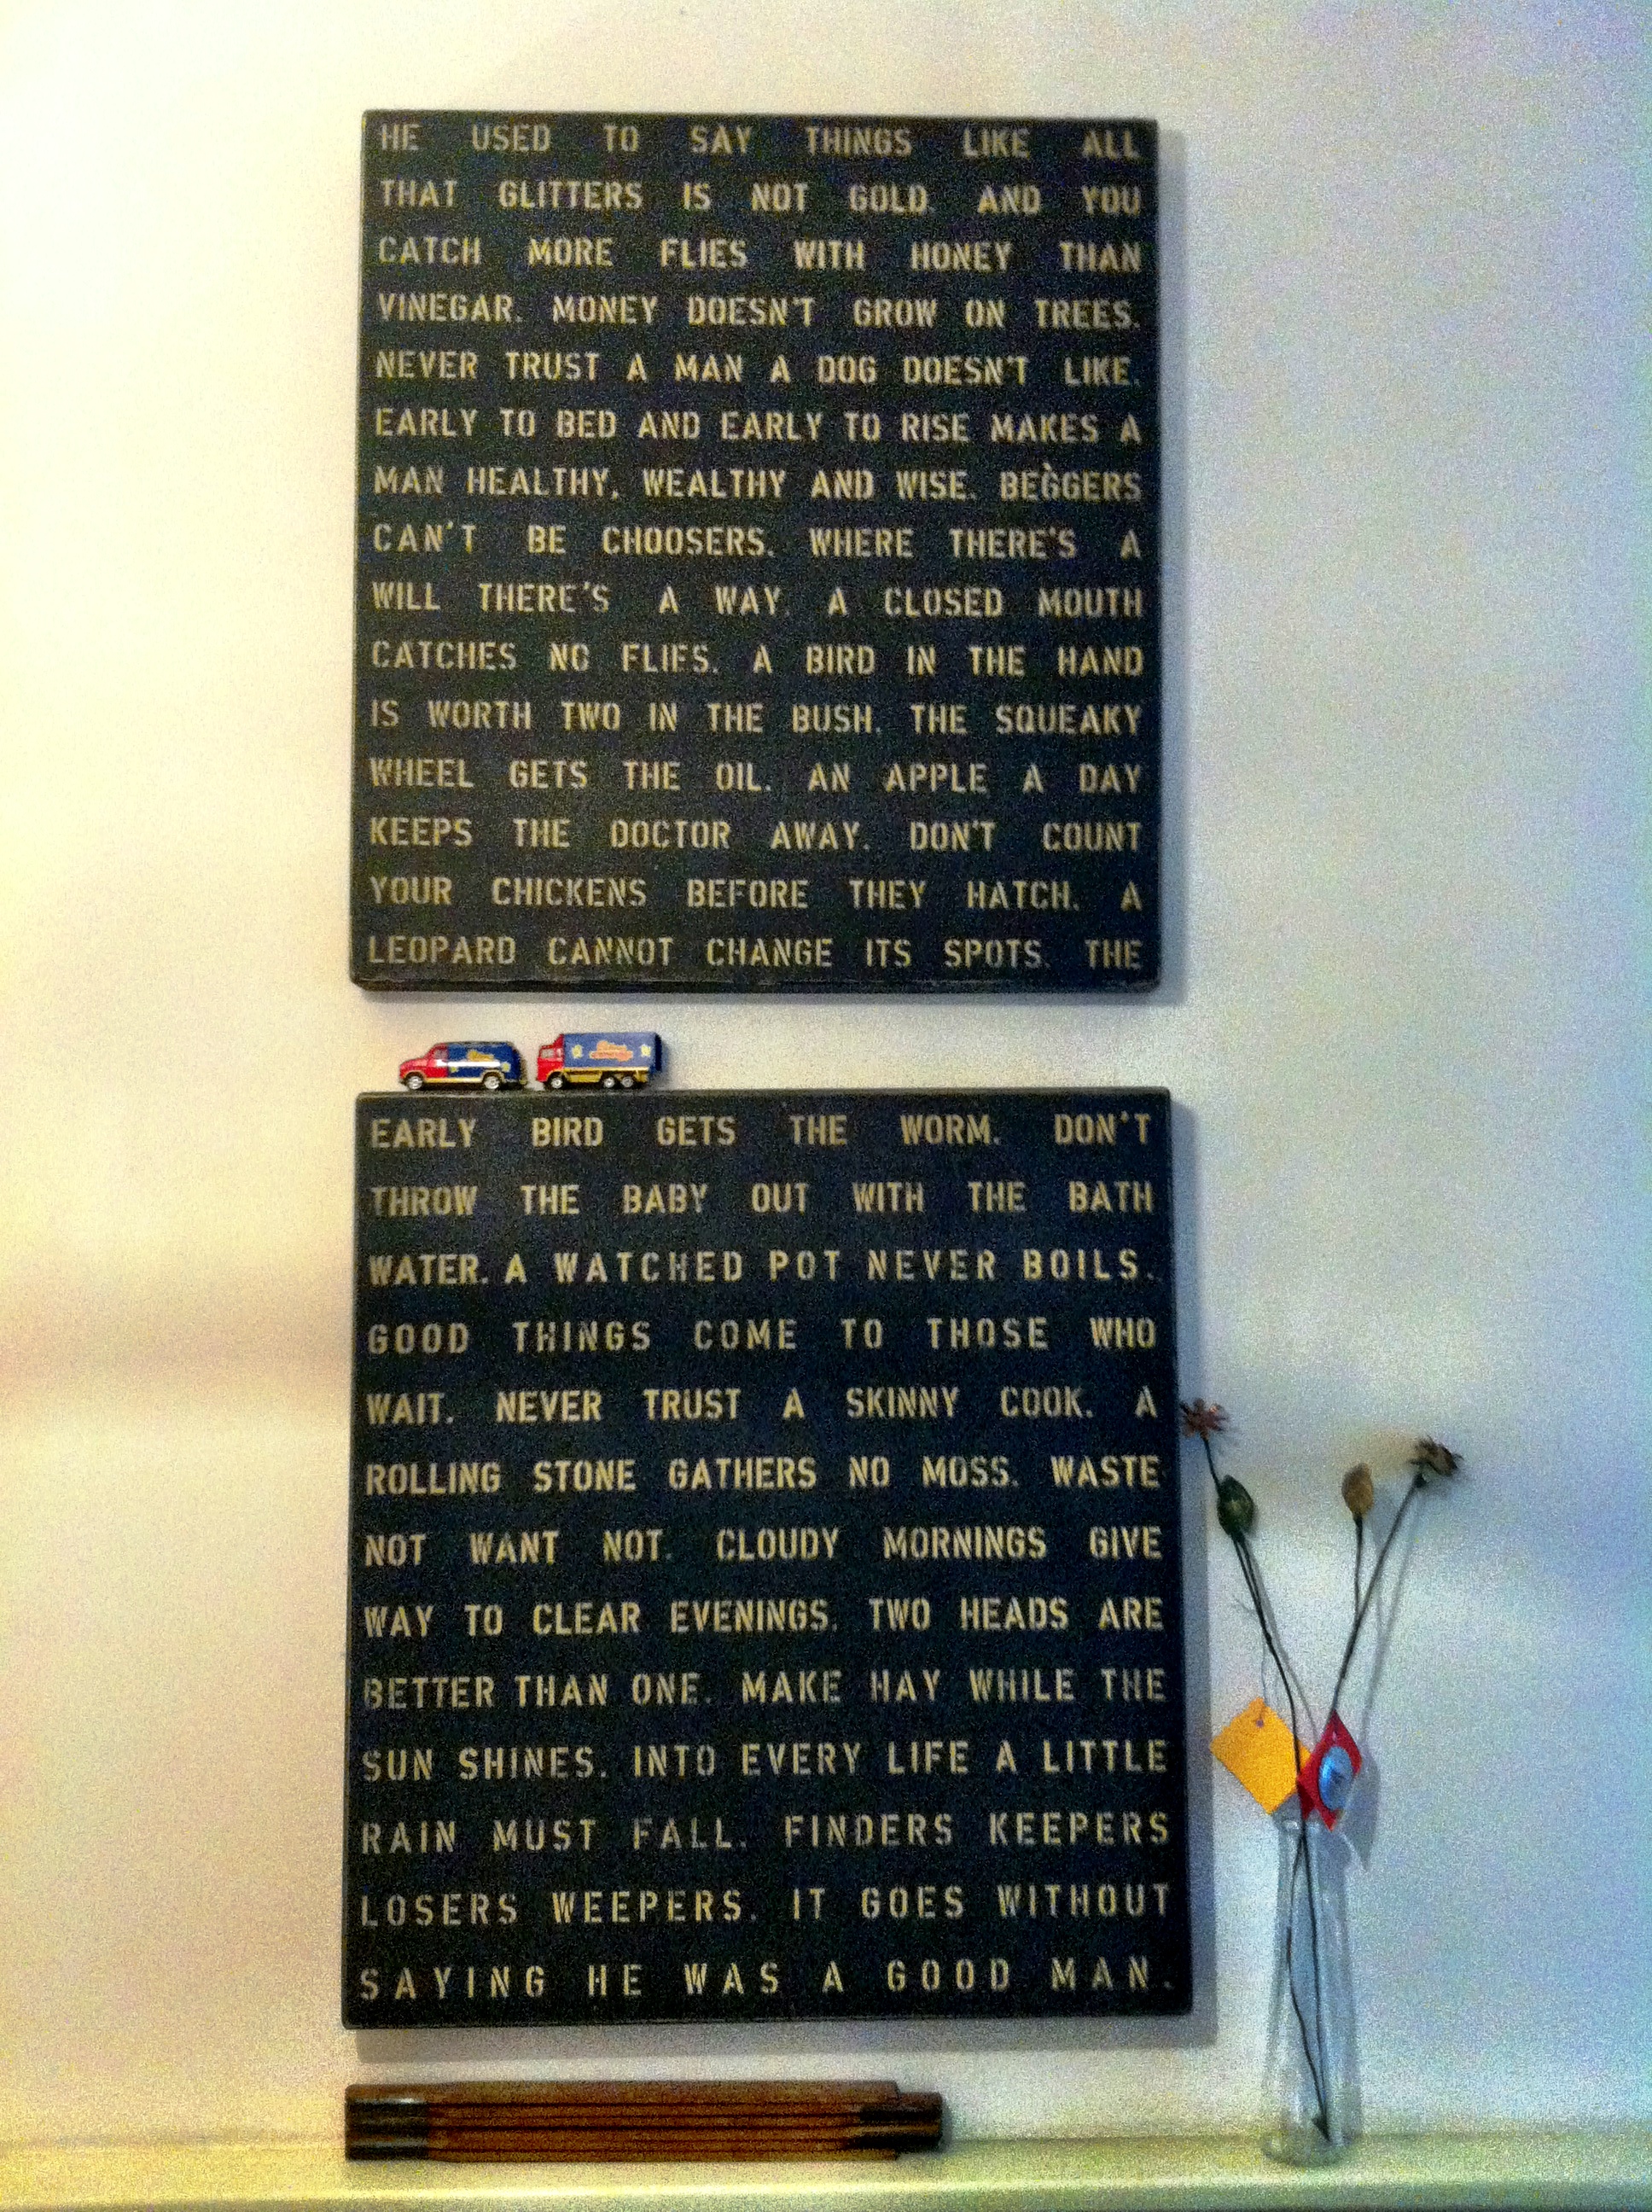 HE USED TO SAY THINGS LIKE ALL
THAT GLITTERS IS NOT GOLD. AND YOU
CATCH MORE FLIES WITH HONEY THAN
VINEGAR. MONEY DOESN'T GROW ON TREES.
NEVER TRUST A MAN A DOG DOESN'T LIKE.
EARLY TO BED AND EARLY TO RISE MAKES A
MAN HEALTHY, WEALTHY AND WISE. BEGGERS
CAN'T BE CHOOSERS. WHERE THERE'S A
WILL THERE'S A WAY. A CLOSED MOUTH
CATCHES NO FLIES. A BIRD IN THE HAND
IS WORTH TWO IN THE BUSH. THE SQUEAKY
WHEEL GETS THE OIL. AN APPLE A DAY
KEEPS THE DOCTOR AWAY. DON'T COUNT
YOUR CHICKENS BEFORE THEY HATCH. A
LEOPARD CANNOT CHANGE ITS SPOTS. THE
EARLY BIRD GETS THE WORM. DON'T
THROW THE BABY OUT WITH THE BATH
WATER. A WATCHED POT NEVER BOILS.
GOOD THINGS COME TO THOSE WHO
WAIT. NEVER TRUST A SKINNY COOK. A
ROLLING STONE GATHERS NO MOSS. WASTE
NOT WANT NOT. CLOUDY MORNINGS GIVE
WAY TO CLEAR EVENINGS. TWO HEADS ARE
BETTER THAN ONE. MAKE HAY WHILE THE
SUN SHINES. INTO EVERY LIFE A LITTLE
RAIN MUST FALL. FINDERS KEEPERS
LOSERS WEEPERS. IT GOES WITHOUT
SAYING HE WAS A GOOD MAN.